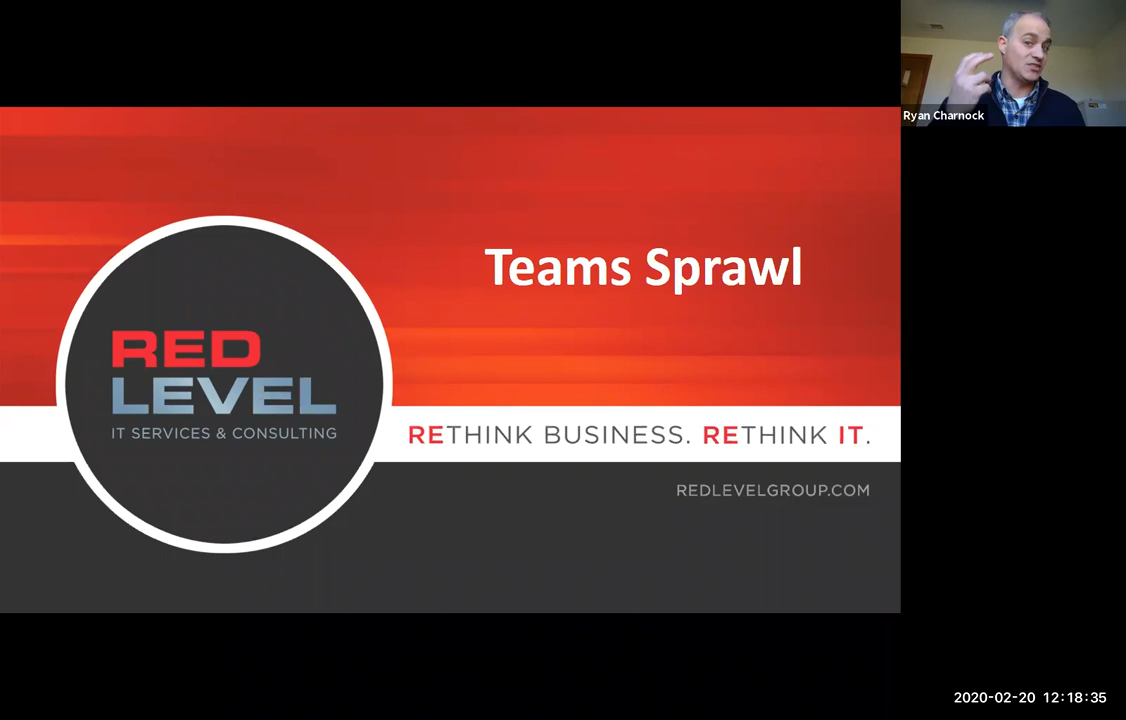 Ryan Charnock
Teams Sprawl
RED
LEVEL
IT SERVICES & CONSULTING
RETHINK BUSINESS. RETHINK IT.
REDLEVELGROUP.COM
2020-02-20 12:18:35